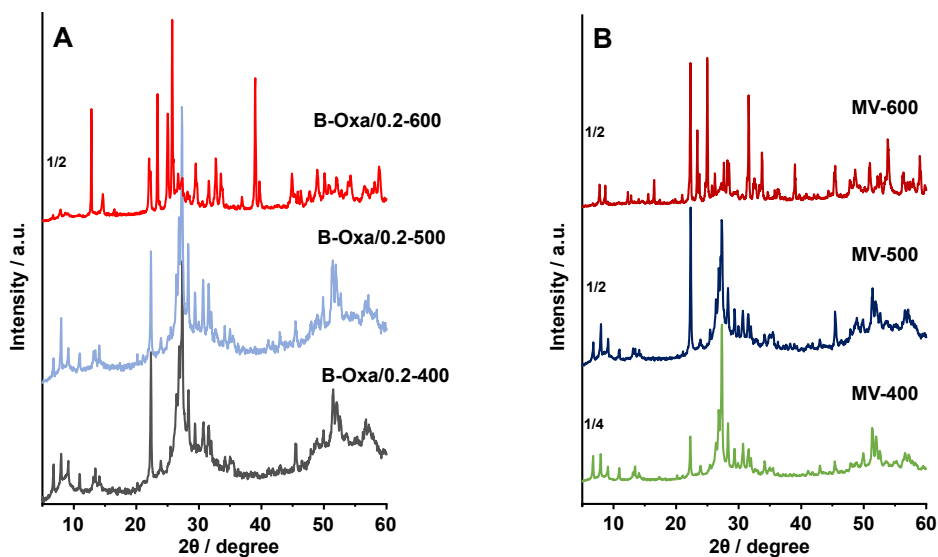 A
B-Oxa/0.2-600
1/2
B-Oxa/0.2-500
B-Oxa/0.2-400
Intensity / a.u.
10 20 30 40 50 60
2θ / degree
B
MV-600
1/2
MV-500
1/2
MV-400
1/4
Intensity / a.u.
10 20 30 40 50 60
2θ / degree